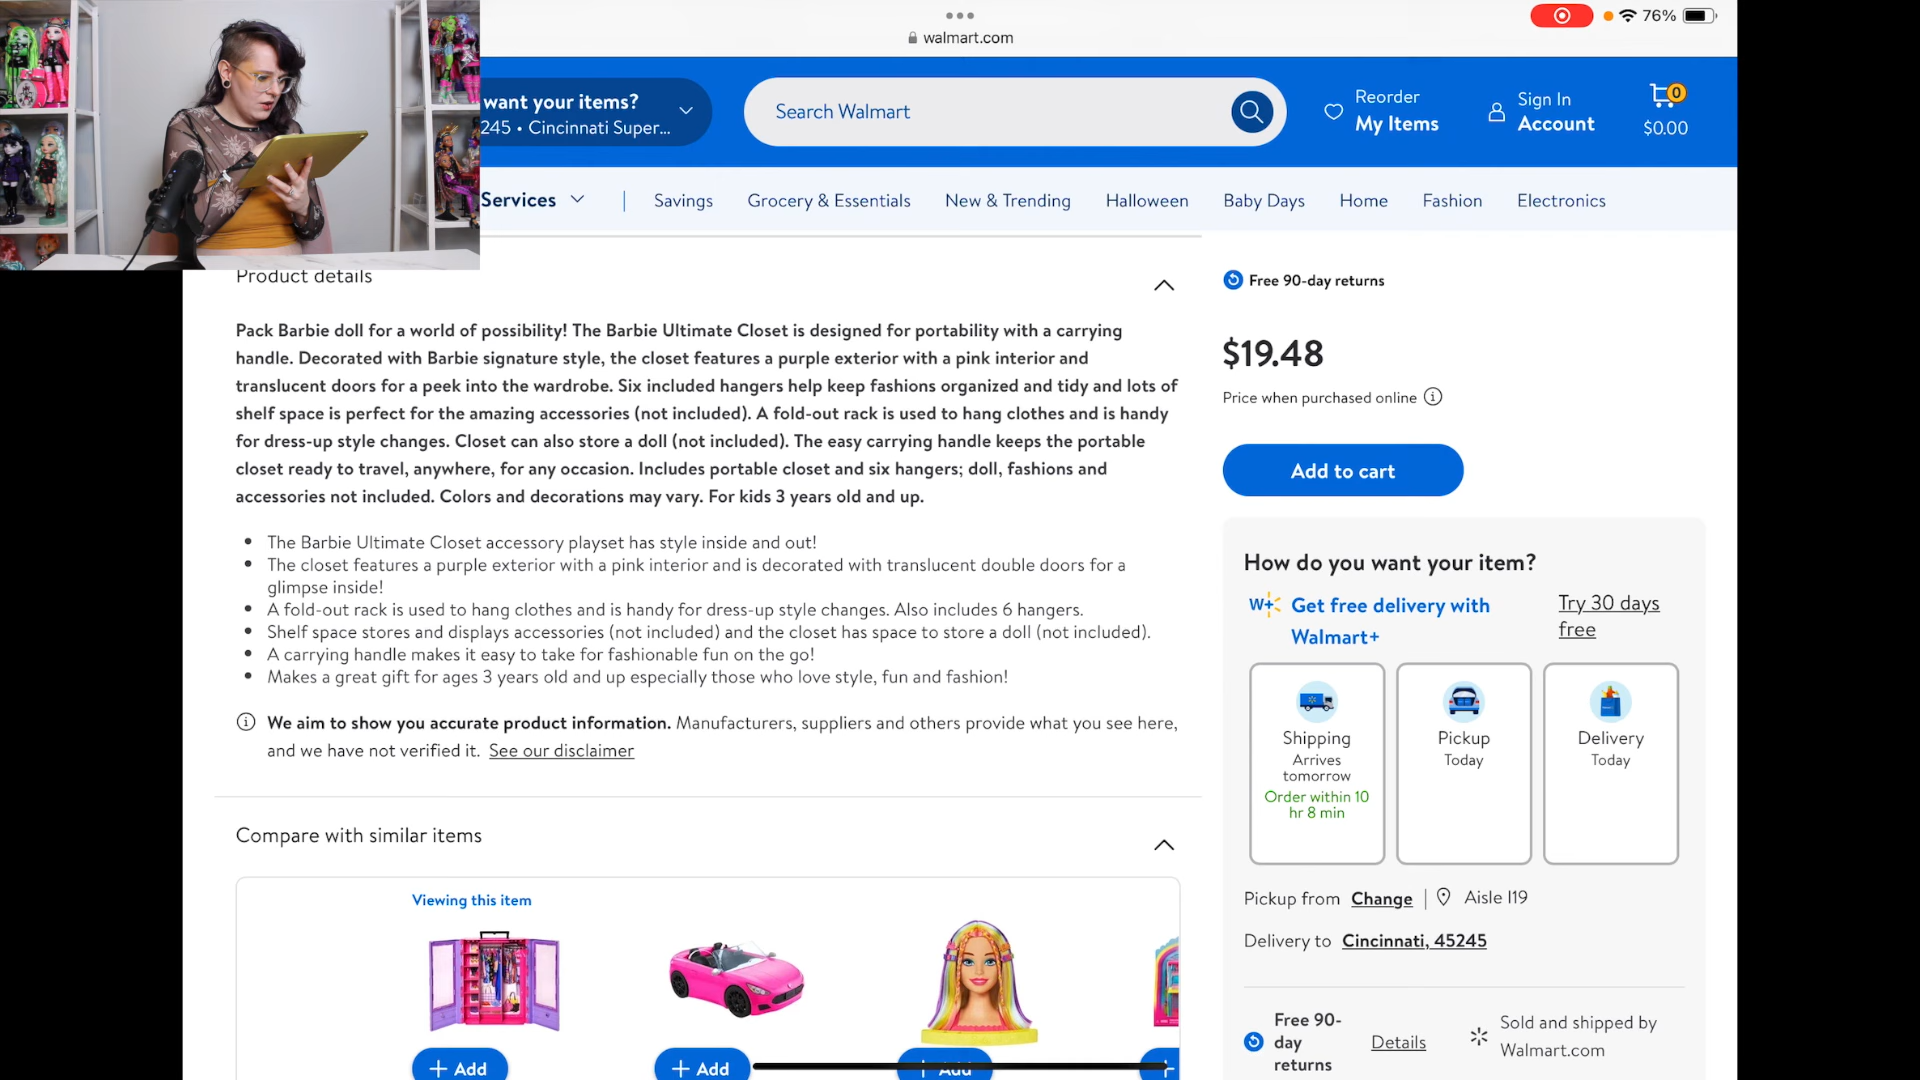 walmart.com
76%
want your items?
245 • Cincinnati Super...
Search Walmart
Reorder
My Items
Sign In
Account
0
$0.00
Services
Savings
Grocery & Essentials
New & Trending
Halloween
Baby Days
Home
Fashion
Electronics
Product details
Pack Barbie doll for a world of possibility! The Barbie Ultimate Closet is designed for portability with a carrying
handle. Decorated with Barbie signature style, the closet features a purple exterior with a pink interior and
translucent doors for a peek into the wardrobe. Six included hangers help keep fashions organized and tidy and lots of
shelf space is perfect for the amazing accessories (not included). A fold-out rack is used to hang clothes and is handy
for dress-up style changes. Closet can also store a doll (not included). The easy carrying handle keeps the portable
closet ready to travel, anywhere, for any occasion. Includes portable closet and six hangers; doll, fashions and
accessories not included. Colors and decorations may vary. For kids 3 years old and up.
• The Barbie Ultimate Closet accessory playset has style inside and out!
• The closet features a purple exterior with a pink interior and is decorated with translucent double doors for a
glimpse inside!
• A fold-out rack is used to hang clothes and is handy for dress-up style changes. Also includes 6 hangers.
• Shelf space stores and displays accessories (not included) and the closet has space to store a doll (not included).
• A carrying handle makes it easy to take for fashionable fun on the go!
• Makes a great gift for ages 3 years old and up especially those who love style, fun and fashion!
We aim to show you accurate product information. Manufacturers, suppliers and others provide what you see here,
and we have not verified it. See our disclaimer
Compare with similar items
Viewing this item
+ Add
+ Add
+ Add
+
Free 90-day returns
$19.48
Price when purchased online
Add to cart
How do you want your item?
W+
Get free delivery with
Walmart+
Try 30 days
free
Shipping
Arrives
tomorrow
Order within 10
hr 8 min
Pickup
Today
Delivery
Today
Pickup from Change | Aisle I19
Delivery to Cincinnati, 45245
Free 90-
day
returns
Details
Sold and shipped by
Walmart.com